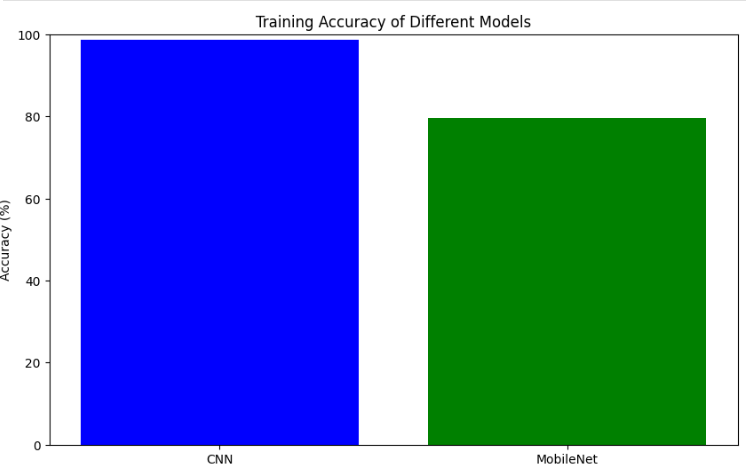 Training Accuracy of Different Models
Accuracy (%)
100
80
60
40
20
0
CNN
MobileNet